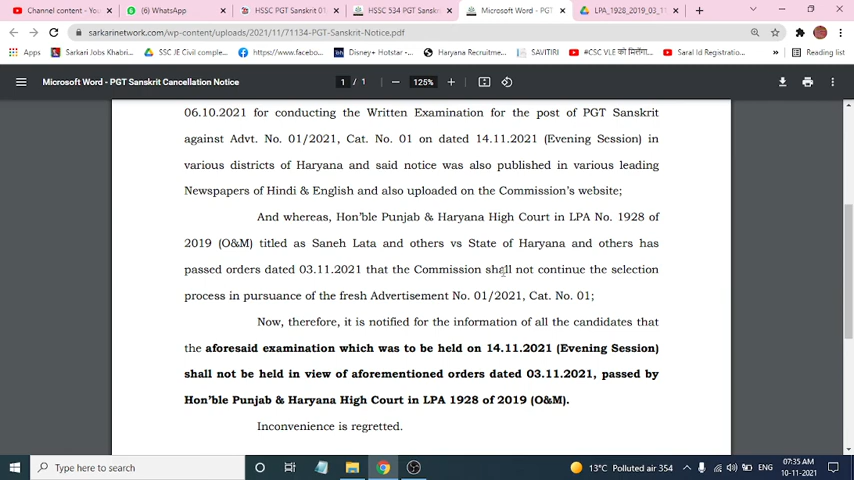 Channel content - You
(6) WhatsApp
HSSC PGT Sanskrit 01
HSSC 534 PGT Sanskrit
Microsoft Word - PGT
LPA_1928_2019_03_11
sarkarinetwork.com/wp-content/uploads/2021/11/71134-PGT-Sanskrit-Notice.pdf
Apps
Sarkari Jobs Khabri...
SSC JE Civil comple...
https://www.facebo...
Disney+ Hotstar -...
Haryana Recruitme...
SAVITIRI
#CSC VLE को मिलेगा...
Saral Id Registratio...
»
Reading list
Microsoft Word - PGT Sanskrit Cancellation Notice
1 / 1
125%
06.10.2021 for conducting the Written Examination for the post of PGT Sanskrit
against Advt. No. 01/2021, Cat. No. 01 on dated 14.11.2021 (Evening Session) in
various districts of Haryana and said notice was also published in various leading
Newspapers of Hindi & English and also uploaded on the Commission's website;
And whereas, Hon'ble Punjab & Haryana High Court in LPA No. 1928 of
2019 (O&M) titled as Saneh Lata and others vs State of Haryana and others has
passed orders dated 03.11.2021 that the Commission shall not continue the selection
process in pursuance of the fresh Advertisement No. 01/2021, Cat. No. 01;
Now, therefore, it is notified for the information of all the candidates that
the aforesaid examination which was to be held on 14.11.2021 (Evening Session)
shall not be held in view of aforementioned orders dated 03.11.2021, passed by
Hon'ble Punjab & Haryana High Court in LPA 1928 of 2019 (O&M).
Inconvenience is regretted.
Type here to search
13°C Polluted air 354
ENG
07:35 AM
10-11-2021